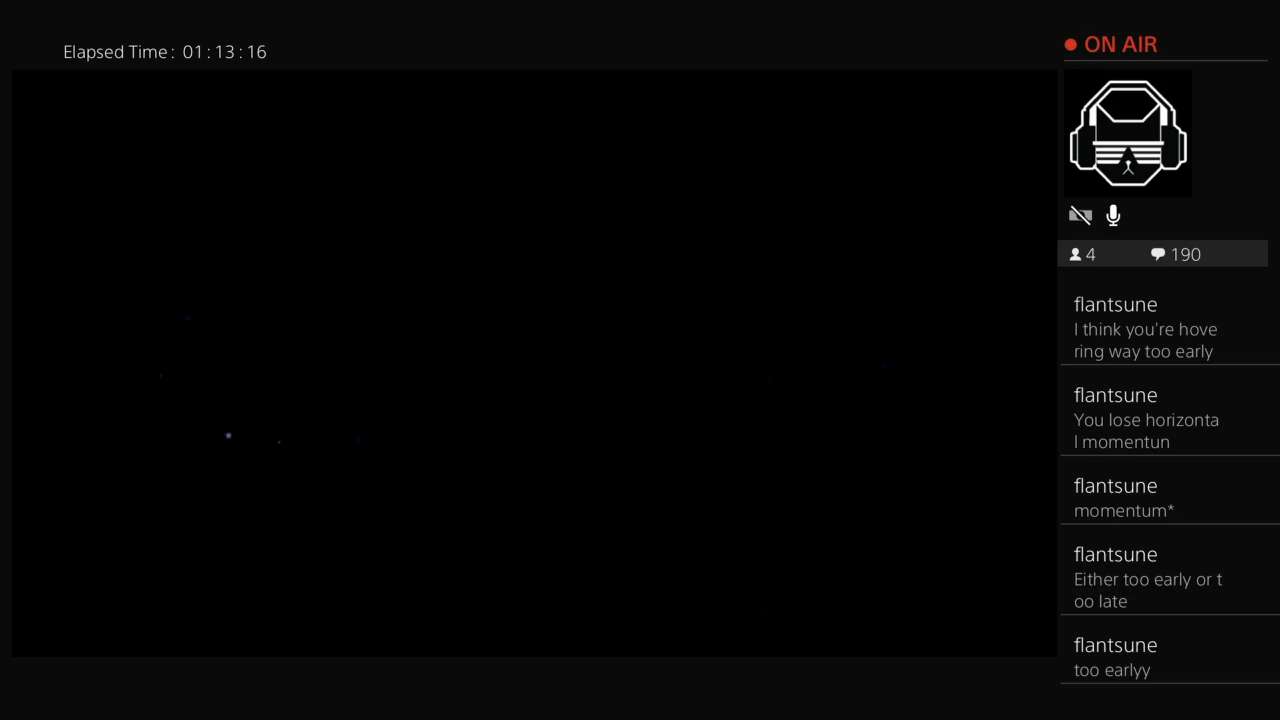 Elapsed Time: 01:13:16
ON AIR
4
190
flantsune
I think you're hove
ring way too early
flantsune
You lose horizonta
l momentun
flantsune
momentum*
flantsune
Either too early or t
oo late
flantsune
too earlyy